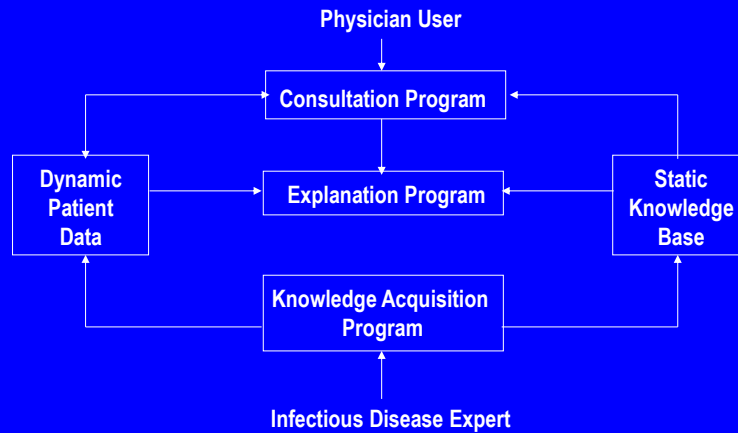 Physician User
Consultation Program
Dynamic
Patient
Data
Explanation Program
Static
Knowledge
Base
Knowledge Acquisition
Program
Infectious Disease Expert